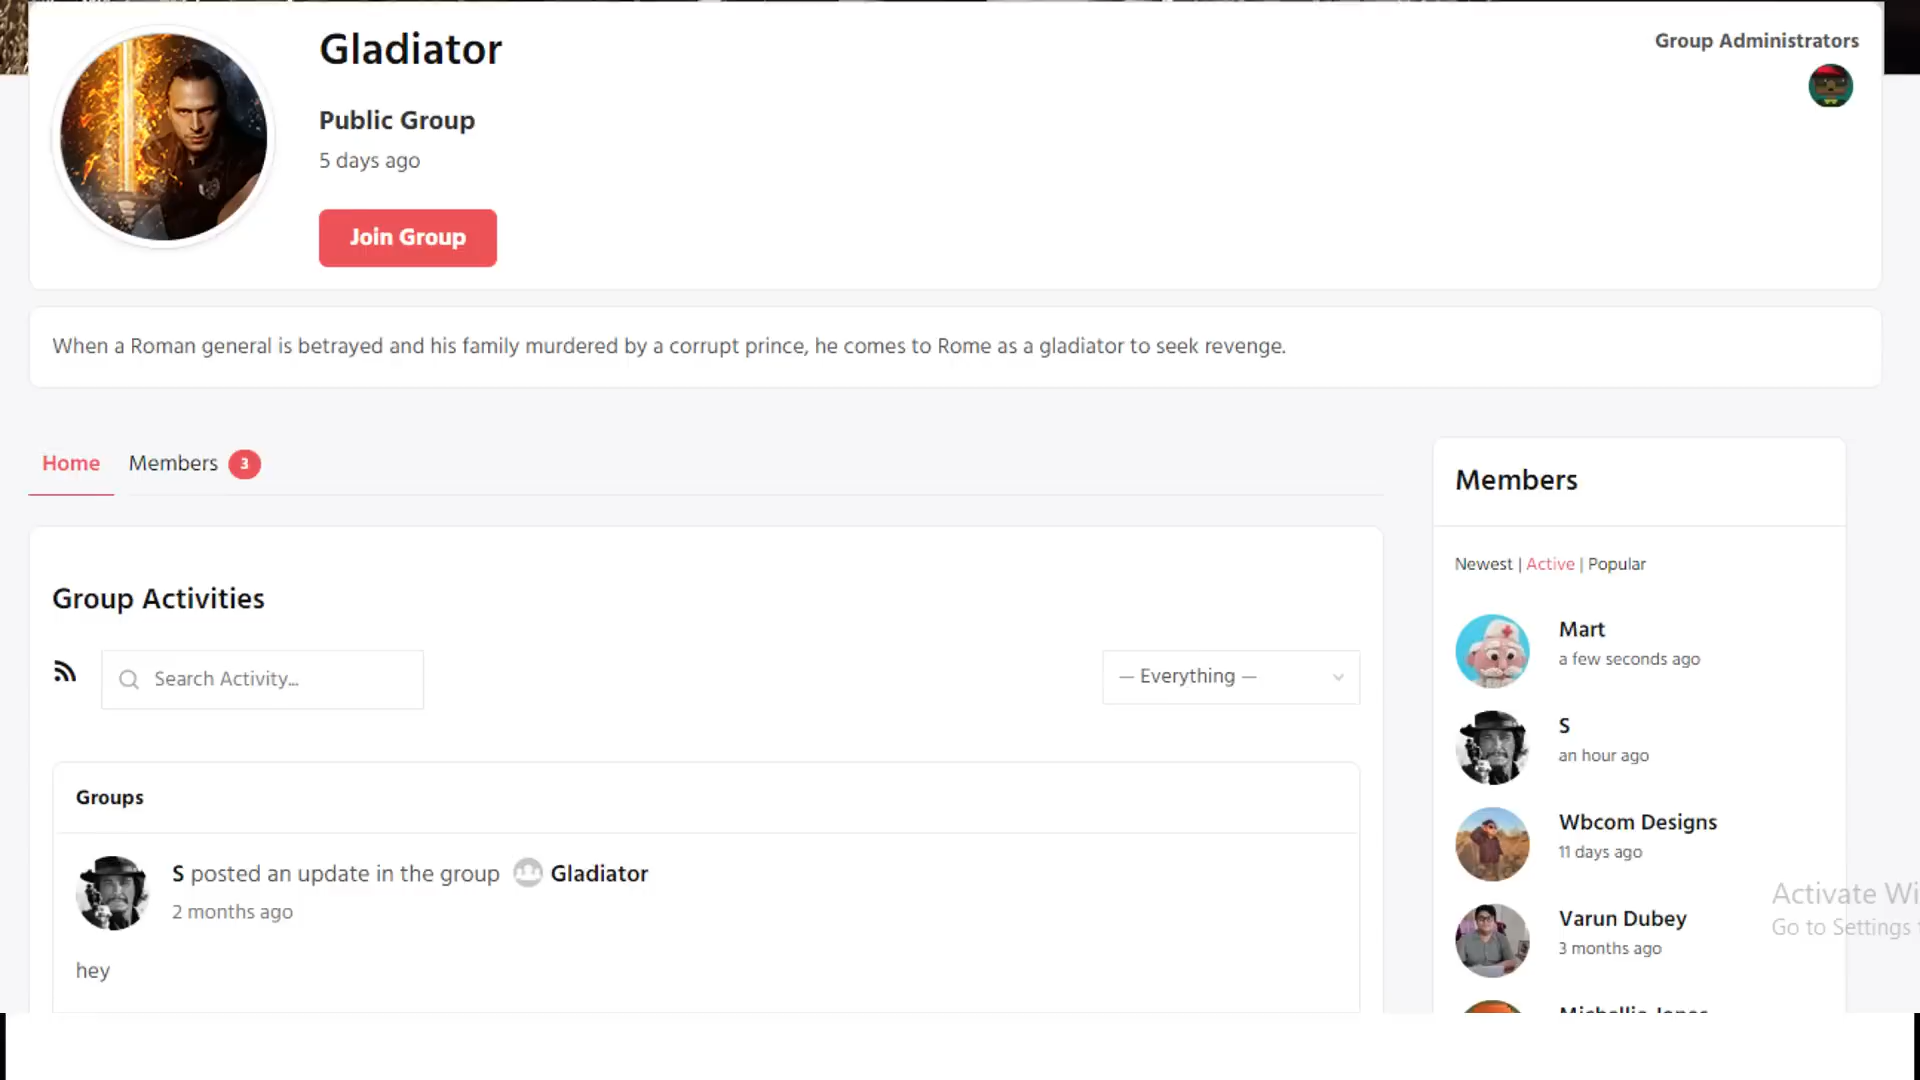 Gladiator
Group Administrators
Public Group
5 days ago
Join Group
When a Roman general is betrayed and his family murdered by a corrupt prince, he comes to Rome as a gladiator to seek revenge.
Home
Members 3
Group Activities
Search Activity...
— Everything —
Groups
S posted an update in the group Gladiator
2 months ago
hey
Members
Newest | Active | Popular
Mart
a few seconds ago
S
an hour ago
Wbcom Designs
11 days ago
Varun Dubey
3 months ago
Activate Wi
Go to Settings